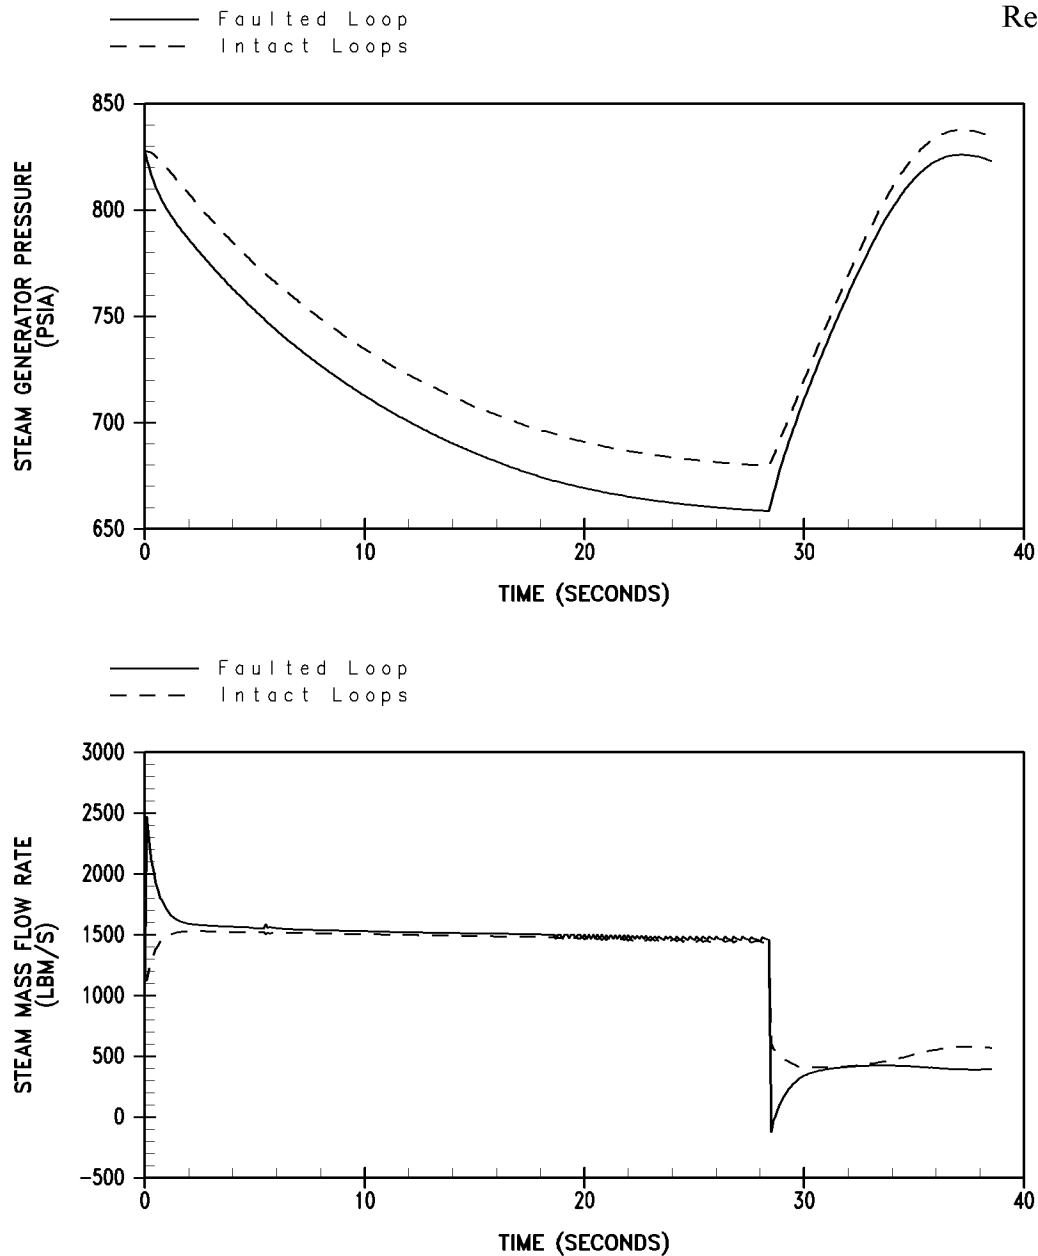 Re
Faulted Loop
Intact Loops
STEAM GENERATOR PRESSURE
(PSIA)
850
800
750
700
650
0 10 20 30 40
TIME (SECONDS)
Faulted Loop
Intact Loops
STEAM MASS FLOW RATE
(LBM/S)
3000
2500
2000
1500
1000
500
0
-500
0 10 20 30 40
TIME (SECONDS)